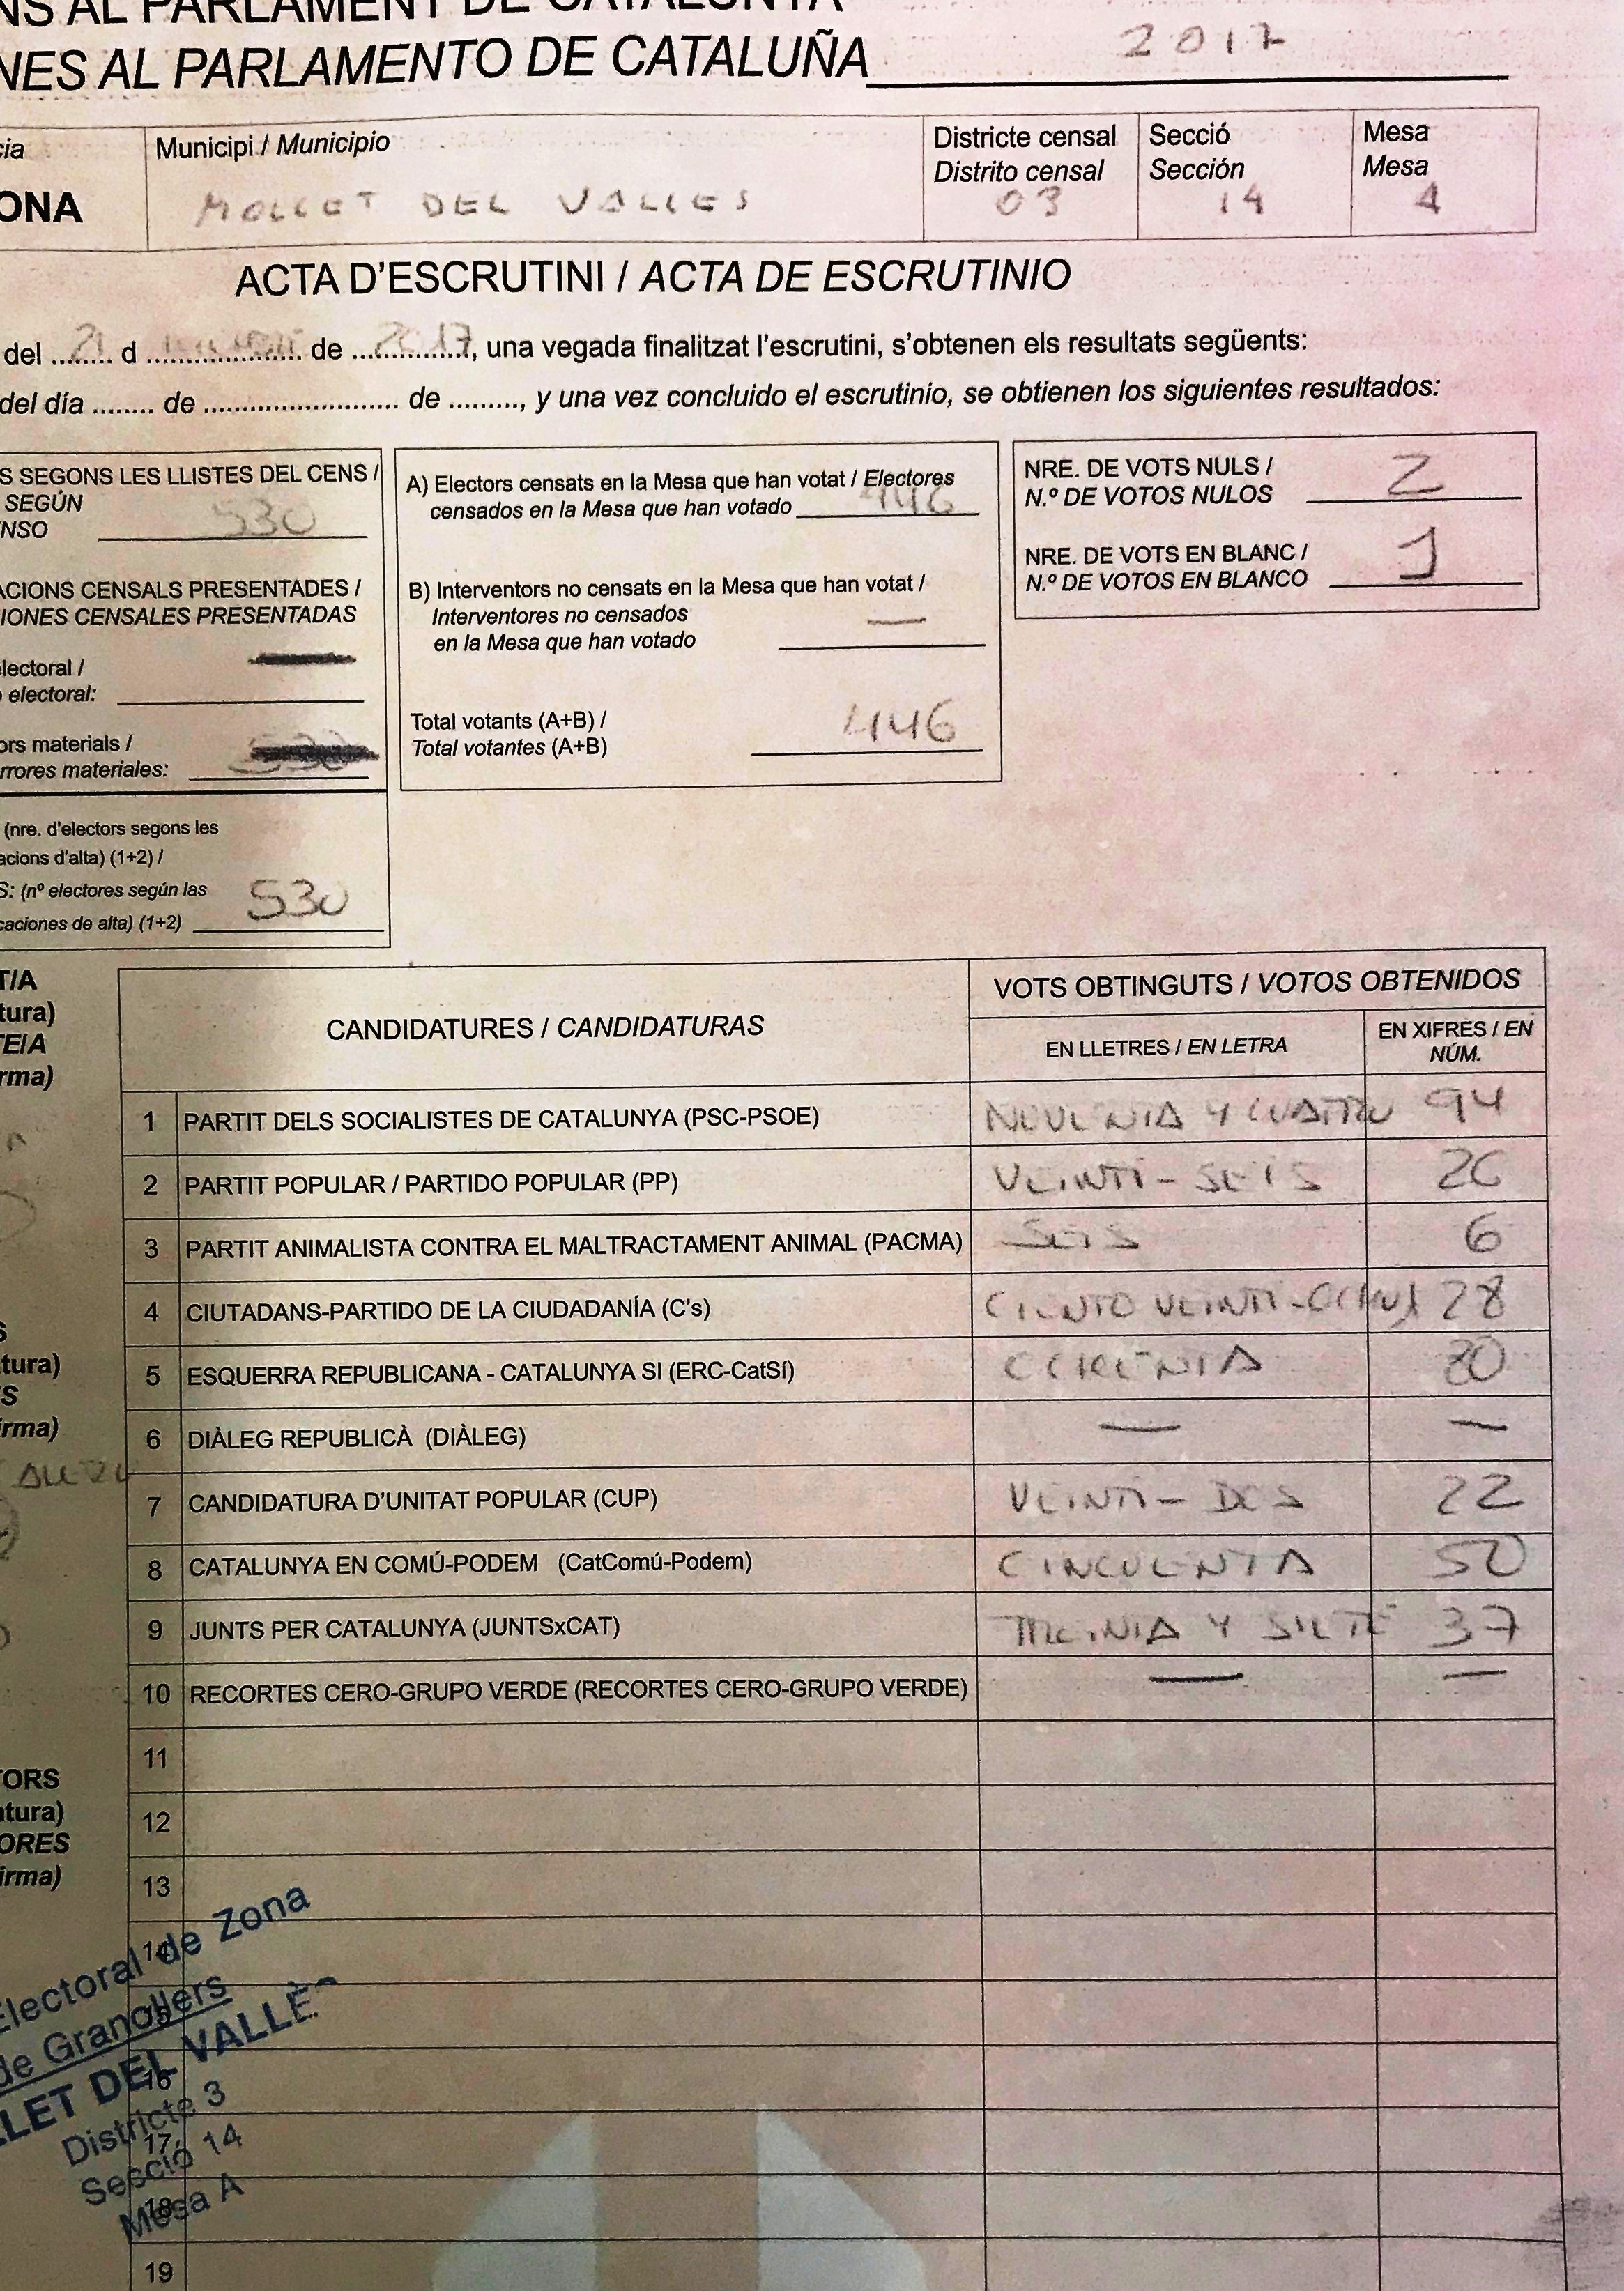 NS AL PARLAMENT DE CATALUNYA
NES AL PARLAMENTO DE CATALUÑA 2017
cia
ONA
Municipi / Municipio
MOLLET DEL VALLES
Districte censal
Distrito censal
03
Secció
Sección
14
Mesa
Mesa
A
ACTA D'ESCRUTINI / ACTA DE ESCRUTINIO
del 21 d de 2017, una vegada finalitzat l'escrutini, s'obtenen els resultats següents:
del día ........ de .......................... de ........., y una vez concluido el escrutinio, se obtienen los siguientes resultados:
S SEGONS LES LLISTES DEL CENS /
SEGÚN
NSO 530
ACIONS CENSALS PRESENTADES /
IONES CENSALES PRESENTADAS
lectoral /
electoral:
ors materials /
rrores materiales:
(nre. d'electors segons les
acions d'alta) (1+2) /
S: (nº electores según las
caciones de alta) (1+2) 530
A) Electors censats en la Mesa que han votat / Electores
censados en la Mesa que han votado 446
B) Interventors no censats en la Mesa que han votat /
Interventores no censados
en la Mesa que han votado —
Total votants (A+B) /
Total votantes (A+B) 446
NRE. DE VOTS NULS /
N.º DE VOTOS NULOS 2
NRE. DE VOTS EN BLANC /
N.º DE VOTOS EN BLANCO 1
T/A
tura)
TE/A
rma)
CANDIDATURES / CANDIDATURAS
VOTS OBTINGUTS / VOTOS OBTENIDOS
EN LLETRES / EN LETRA
EN XIFRES / EN
NÚM.
1 PARTIT DELS SOCIALISTES DE CATALUNYA (PSC-PSOE) NOVENTA Y CUATRO 94
2 PARTIT POPULAR / PARTIDO POPULAR (PP) VEINTI-SEIS 26
3 PARTIT ANIMALISTA CONTRA EL MALTRACTAMENT ANIMAL (PACMA) SEIS 6
4 CIUTADANS-PARTIDO DE LA CIUDADANÍA (C's) CIENTO VEINTI-OCHO 128
5 ESQUERRA REPUBLICANA - CATALUNYA SI (ERC-CatSí) OCHENTA 80
6 DIÀLEG REPUBLICÀ (DIÀLEG) — —
7 CANDIDATURA D'UNITAT POPULAR (CUP) VEINTI-DOS 22
8 CATALUNYA EN COMÚ-PODEM (CatComú-Podem) CINCUENTA 50
9 JUNTS PER CATALUNYA (JUNTSxCAT) TREINTA Y SIETE 37
10 RECORTES CERO-GRUPO VERDE (RECORTES CERO-GRUPO VERDE) — —
11
12
13
14
15
16
17
18
19
S
tura)
S
irma)
TORS
atura)
ORES
irma)
Electoral de Zona
de Granollers
LLET DEL VALLÈS
Districte 3
Secció 14
Mesa A